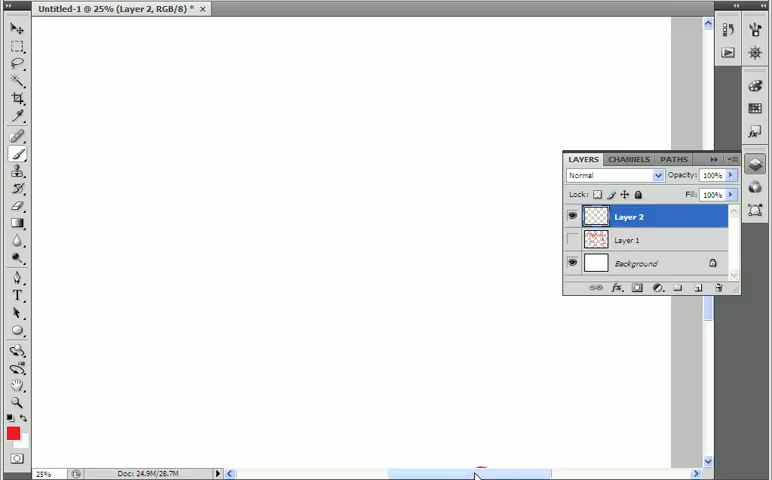 Untitled-1 @ 25% (Layer 2, RGB/8) *
LAYERS CHANNELS PATHS
Normal Opacity: 100%
Lock: Fill: 100%
Layer 2
Layer 1
Background
25% Doc: 24.9M/28.7M